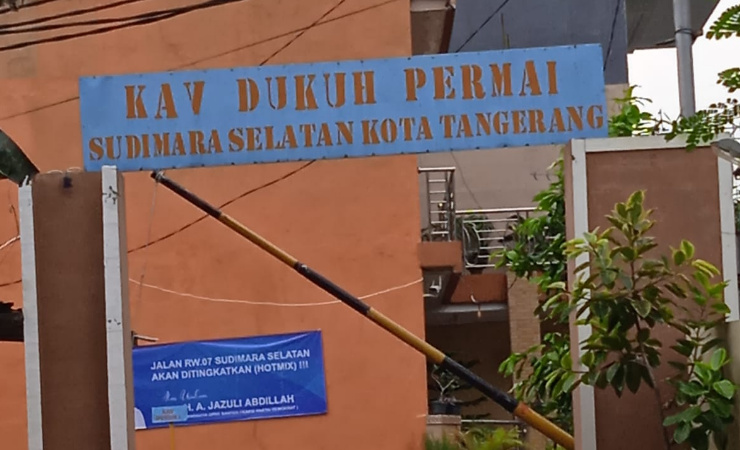 KAV DUKUH PERMAI
SUDIMARA SELATAN KOTA TANGERANG
JALAN RW.07 SUDIMARA SELATAN
AKAN DITINGKATKAN (HOTMIX) !!!
H. A. JAZULI ABDILLAH